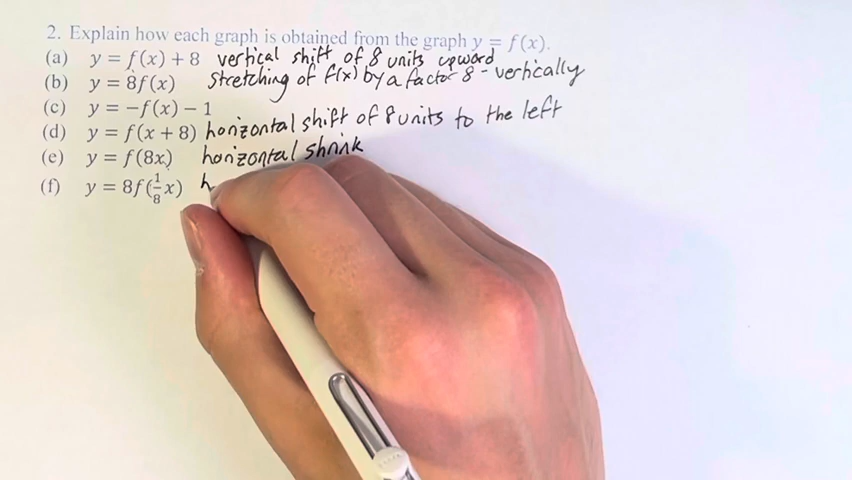 2. Explain how each graph is obtained from the graph y = f(x).
(a) y = f(x) + 8 vertical shift of 8 units upward
(b) y = 8f(x) stretching of f(x) by a factor 8 - vertically
(c) y = −f(x) − 1
(d) y = f(x + 8) horizontal shift of 8 units to the left
(e) y = f(8x) horizontal shrink
(f) y = 8f(1/8 x) h